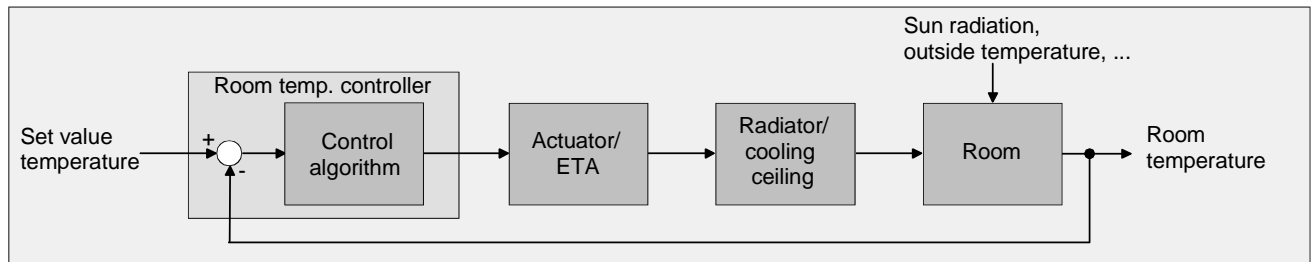 Sun radiation,
outside temperature, ...
Room temp. controller
Set value
temperature
+
-
Control
algorithm
Actuator/
ETA
Radiator/
cooling
ceiling
Room
Room
temperature